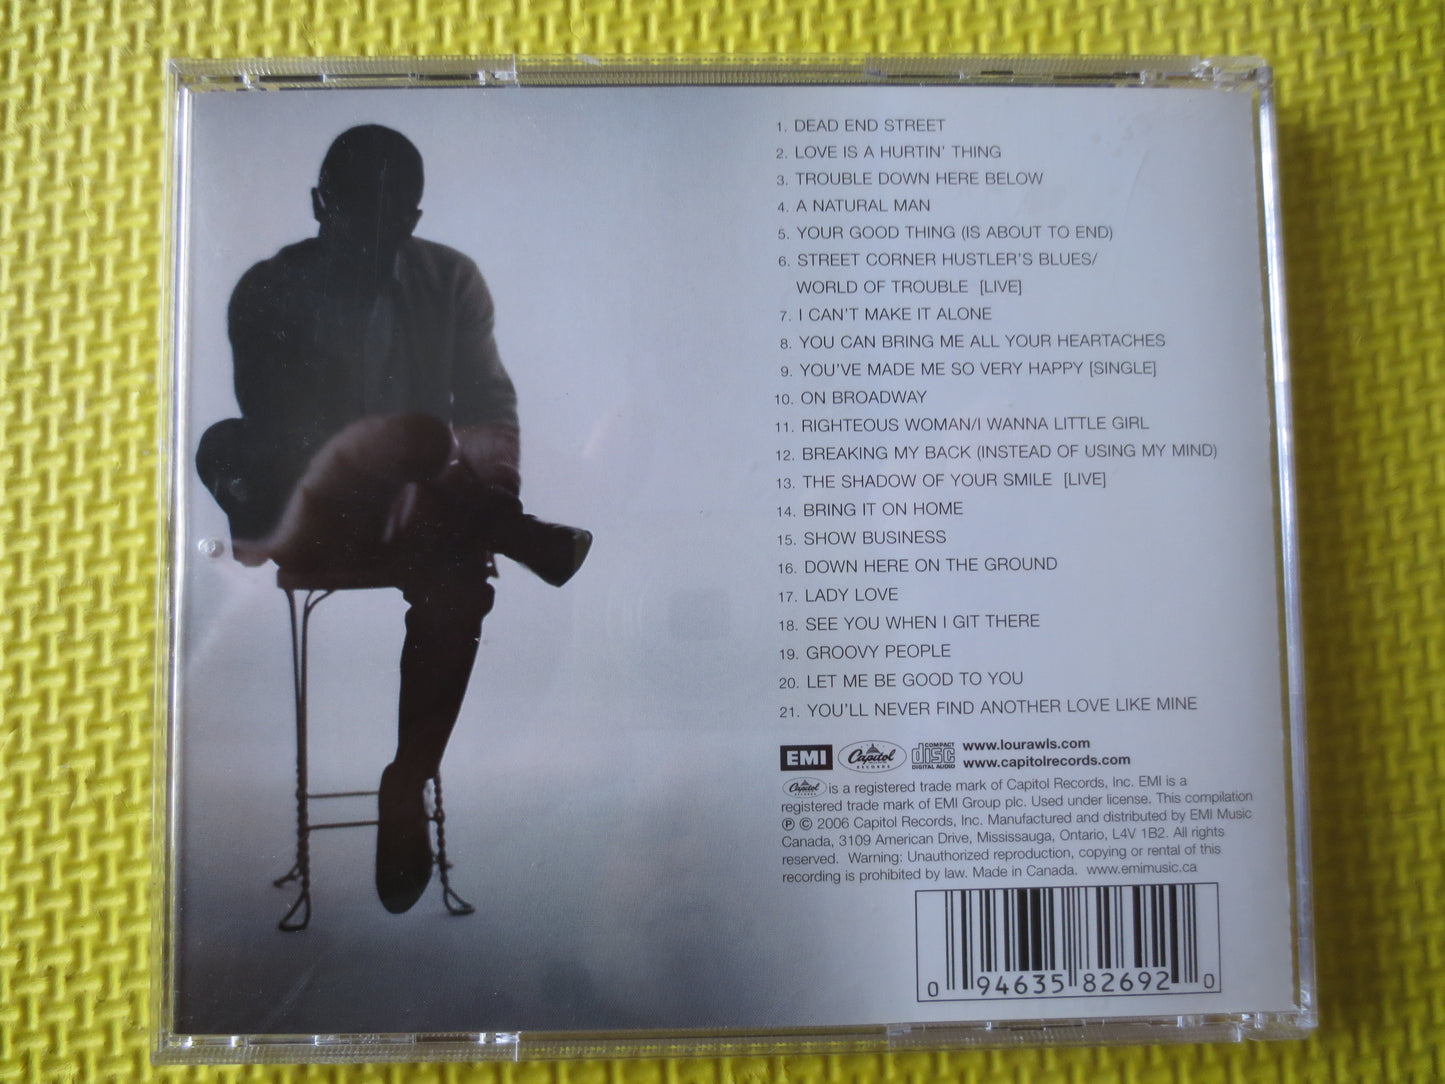 1. DEAD END STREET
2. LOVE IS A HURTIN' THING
3. TROUBLE DOWN HERE BELOW
4. A NATURAL MAN
5. YOUR GOOD THING (IS ABOUT TO END)
6. STREET CORNER HUSTLER'S BLUES/
WORLD OF TROUBLE [LIVE]
7. I CAN'T MAKE IT ALONE
8. YOU CAN BRING ME ALL YOUR HEARTACHES
9. YOU'VE MADE ME SO VERY HAPPY [SINGLE]
10. ON BROADWAY
11. RIGHTEOUS WOMAN/I WANNA LITTLE GIRL
12. BREAKING MY BACK (INSTEAD OF USING MY MIND)
13. THE SHADOW OF YOUR SMILE [LIVE]
14. BRING IT ON HOME
15. SHOW BUSINESS
16. DOWN HERE ON THE GROUND
17. LADY LOVE
18. SEE YOU WHEN I GIT THERE
19. GROOVY PEOPLE
20. LET ME BE GOOD TO YOU
21. YOU'LL NEVER FIND ANOTHER LOVE LIKE MINE
EMI Capitol RECORDS COMPACT disc DIGITAL AUDIO www.lourawls.com
www.capitolrecords.com
Capitol is a registered trade mark of Capitol Records, Inc. EMI is a
registered trade mark of EMI Group plc. Used under license. This compilation
℗ © 2006 Capitol Records, Inc. Manufactured and distributed by EMI Music
Canada, 3109 American Drive, Mississauga, Ontario, L4V 1B2. All rights
reserved. Warning: Unauthorized reproduction, copying or rental of this
recording is prohibited by law. Made in Canada. www.emimusic.ca
0 94635 82692 0